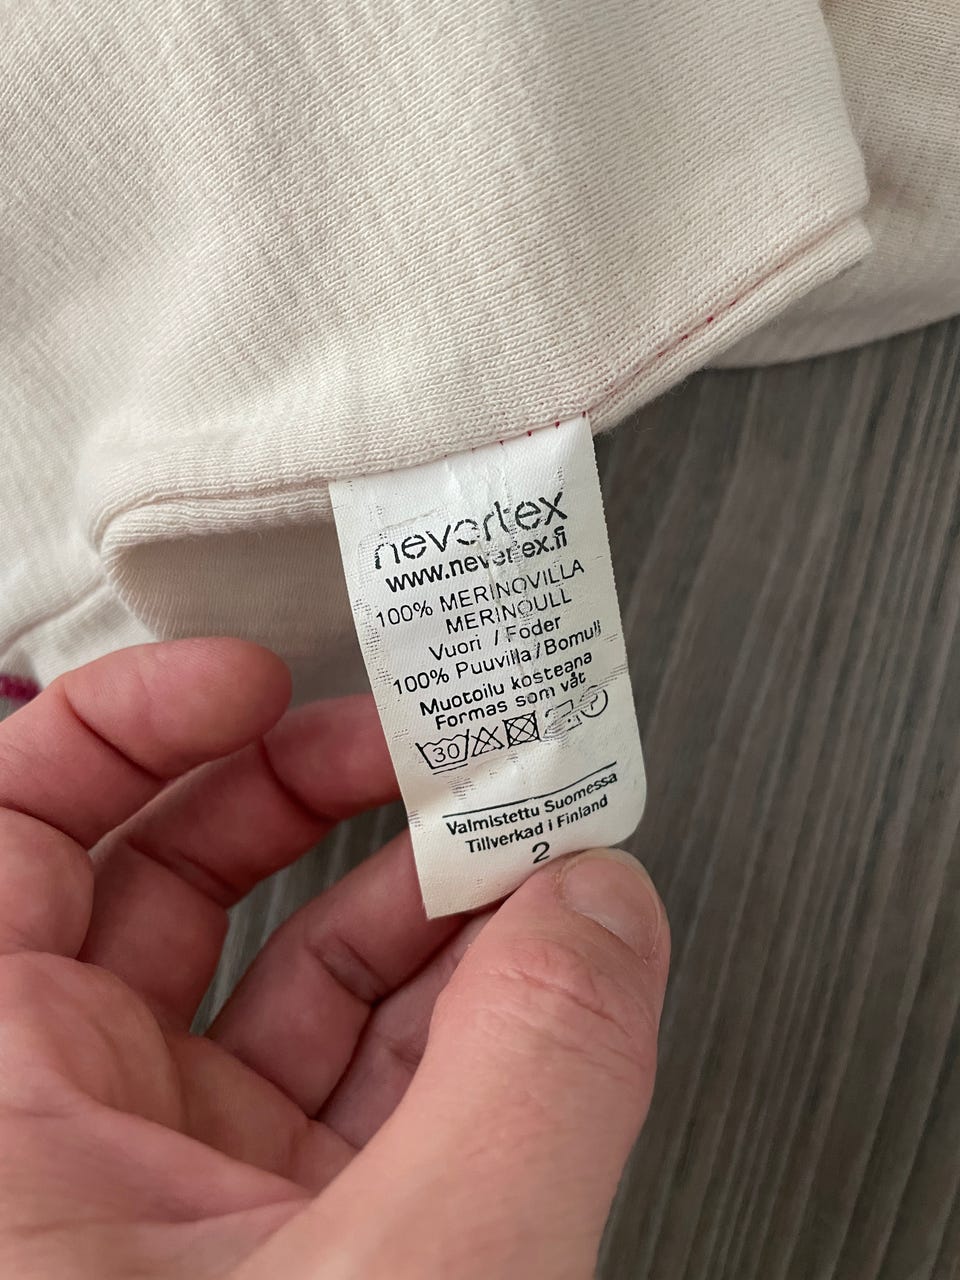 nevertex
www.nevertex.fi
100% MERINOVILLA
MERINOULL
Vuori / Foder
100% Puuvilla / Bomull
Muotoilu kosteana
Formas som våt
30 P
Valmistettu Suomessa
Tillverkad i Finland
2